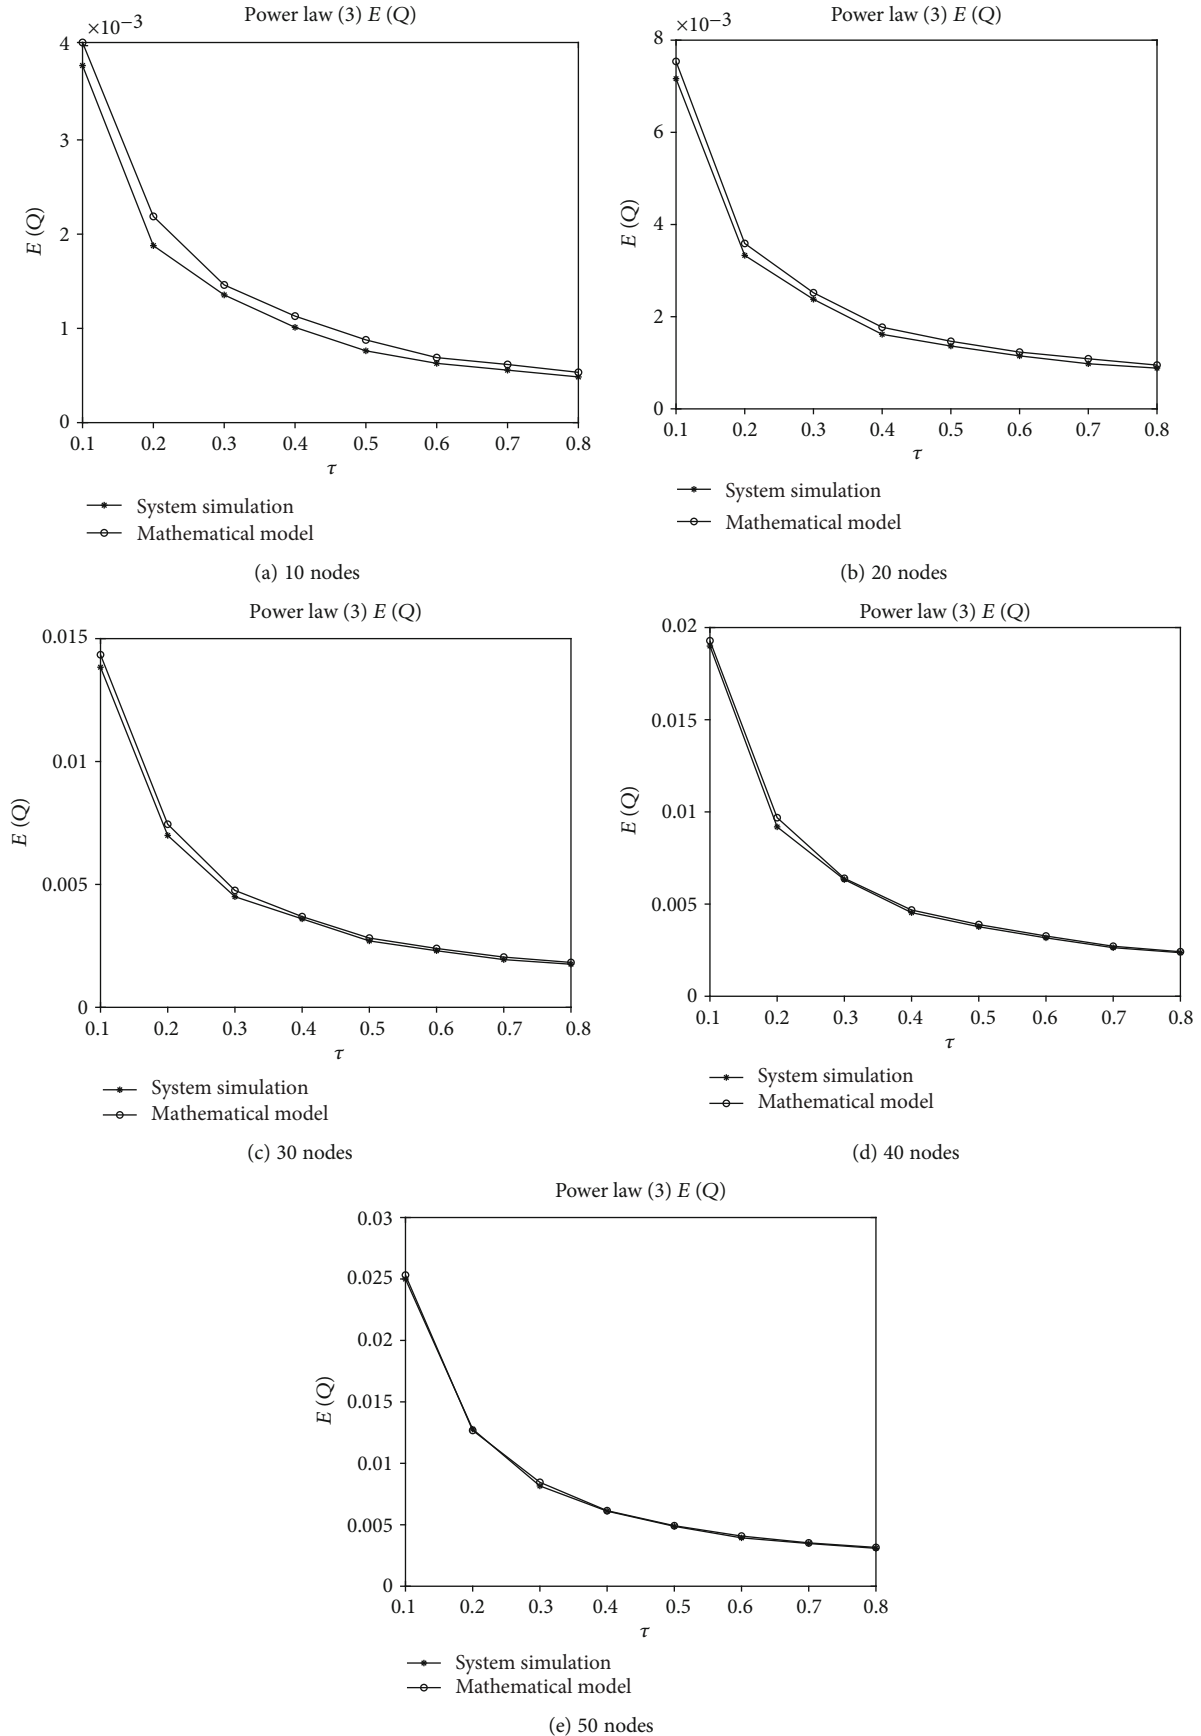 Power law (3) E (Q)
×10−3
4
3
2
1
0
E (Q)
0.1 0.2 0.3 0.4 0.5 0.6 0.7 0.8
τ
System simulation
Mathematical model
(a) 10 nodes
Power law (3) E (Q)
×10−3
8
6
4
2
0
E (Q)
0.1 0.2 0.3 0.4 0.5 0.6 0.7 0.8
τ
System simulation
Mathematical model
(b) 20 nodes
Power law (3) E (Q)
0.015
0.01
0.005
0
E (Q)
0.1 0.2 0.3 0.4 0.5 0.6 0.7 0.8
τ
System simulation
Mathematical model
(c) 30 nodes
Power law (3) E (Q)
0.02
0.015
0.01
0.005
0
E (Q)
0.1 0.2 0.3 0.4 0.5 0.6 0.7 0.8
τ
System simulation
Mathematical model
(d) 40 nodes
Power law (3) E (Q)
0.03
0.025
0.02
0.015
0.01
0.005
0
E (Q)
0.1 0.2 0.3 0.4 0.5 0.6 0.7 0.8
τ
System simulation
Mathematical model
(e) 50 nodes